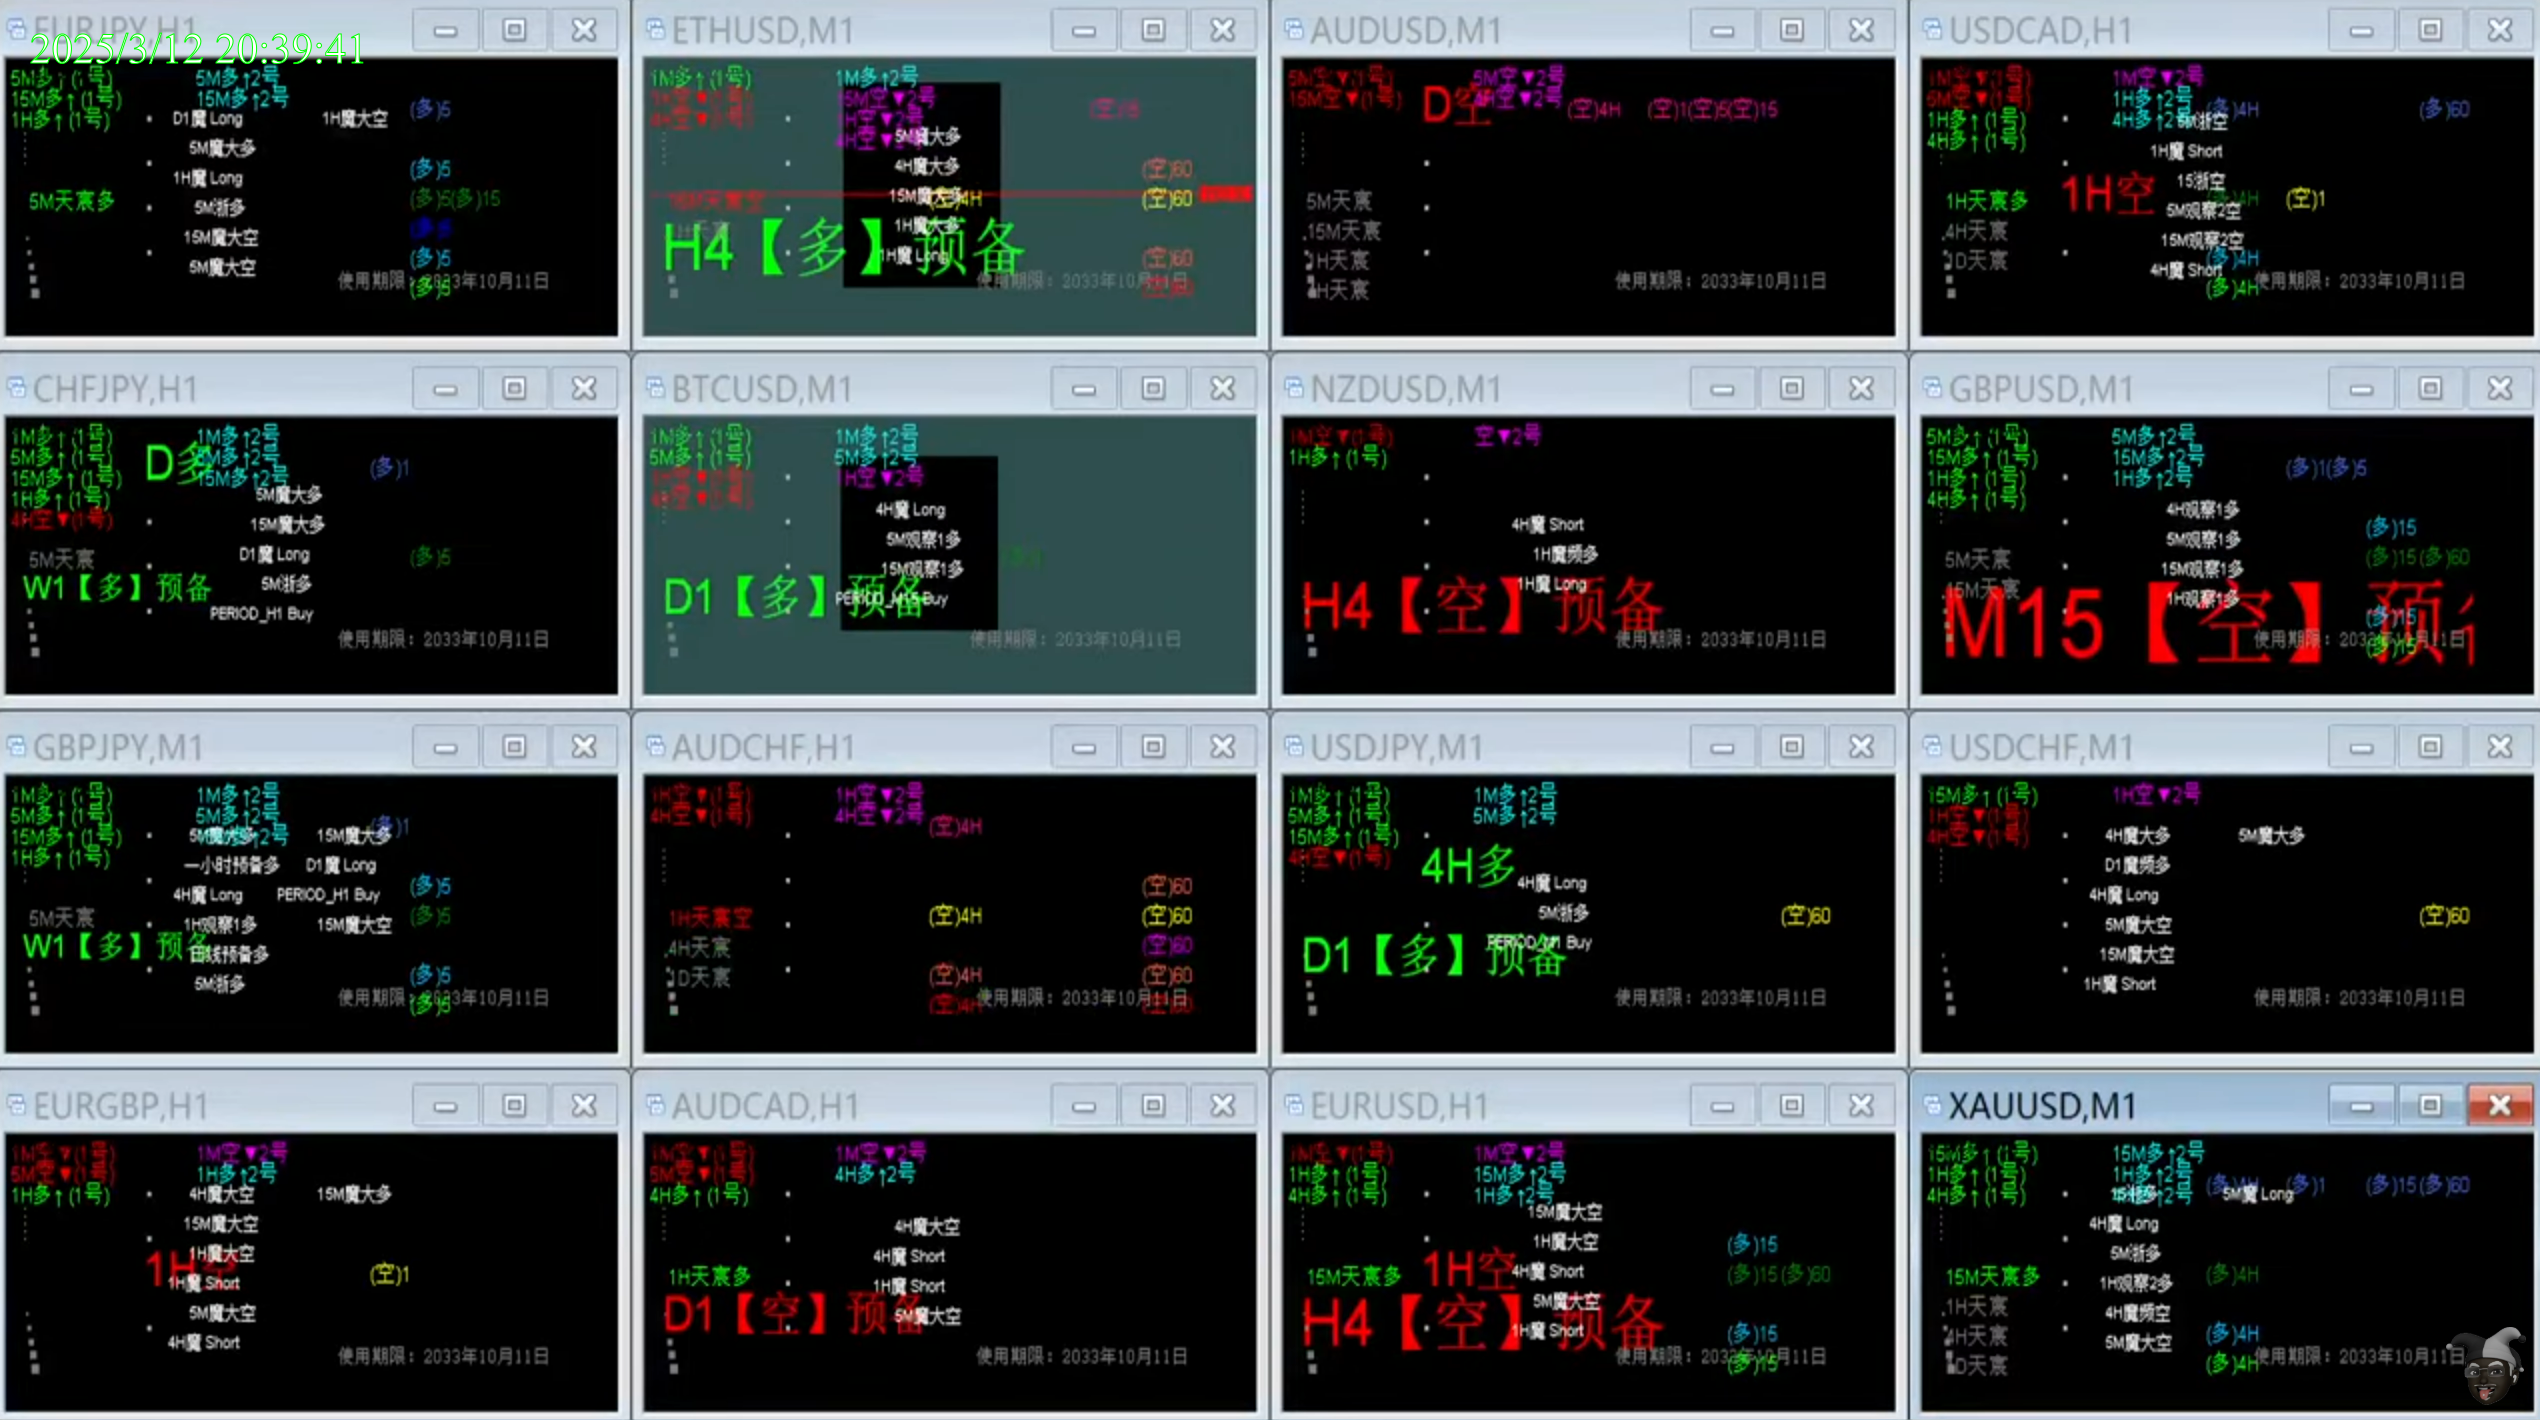 EURJPY,H1
2025/3/12 20:39:41
5M多↑(1号) 5M多↑2号
15M多↑(1号) 15M多↑2号 (多)5
1H多↑(1号) D1魔 Long 1H魔大空
5M魔大多
1H魔 Long (多)5
5M天宸多 5M浙多 (多)5(多)15
15M魔大空
5M魔大空 (多)5
使用期限：2033年10月11日
(多)5
ETHUSD,M1
1M多↑(1号) 1M多↑2号
15M空▼2号 (空)15
4H空▼2号 5M魔大多
4H魔大多 (空)60
15M魔大多 (空)4H (空)60
1H魔大多
H4【多】预备 1H魔 Long (空)60
使用期限：2033年10月11日
AUDUSD,M1
5M空▼(1号) 5M空▼2号
15M空▼(1号) D空 4H空▼2号 (空)4H (空)1(空)5(空)15
5M天宸
15M天宸
1H天宸
4H天宸 使用期限：2033年10月11日
USDCAD,H1
1M空▼(1号) 1M空▼2号
5M空▼(1号) 1H多↑2号 (多)4H (多)60
1H多↑(1号) 4H多↑2号
4H多↑(1号) 1H魔 Short
1H空 15浙空
1H天宸多 (多)4H (空)1
5M观察2空
4H天宸 15M观察2空
1D天宸 4H魔 Short (多)4H
使用期限：2033年10月11日
(多)4H
CHFJPY,H1
1M多↑(1号) 1M多↑2号
5M多↑(1号) D多 5M多↑2号 (多)1
15M多↑(1号) 15M多↑2号
1H多↑(1号) 5M魔大多
4H空▼(1号) 15M魔大多
5M天宸 D1魔 Long (多)5
W1【多】预备 5M浙多
PERIOD_H1 Buy
使用期限：2033年10月11日
BTCUSD,M1
1M多↑(1号) 1M多↑2号
5M多↑(1号) 5M多↑2号
1H空▼2号
4H魔 Long
5M观察1多
15M观察1多
D1【多】预备 PERIOD_M15 Buy
使用期限：2033年10月11日
NZDUSD,M1
1M空▼(1号) 空▼2号
1H多↑(1号)
4H魔 Short
1H魔频多
1H魔 Long
H4【空】预备
使用期限：2033年10月11日
GBPUSD,M1
5M多↑(1号) 5M多↑2号
15M多↑(1号) 15M多↑2号 (多)1(多)5
1H多↑(1号) 1H多↑2号
4H多↑(1号) 4H观察1多
5M观察1多 (多)15
5M天宸 15M观察1多 (多)15(多)60
15M天宸 1H观察1多
M15【空】预 (多)15
使用期限：2033年10月11日
(多)15
GBPJPY,M1
1M多↑(1号) 1M多↑2号
5M多↑(1号) 5M多↑2号 (多)1
15M多↑(1号) 5M魔大多 15M魔大多
1H多↑(1号) 一小时预备多 D1魔 Long
4H魔 Long PERIOD_H1 Buy (多)5
5M天宸 1H观察1多 15M魔大空 (多)5
W1【多】预备 日线预备多
5M浙多 (多)5
使用期限：2033年10月11日
(多)5
AUDCHF,H1
1H空▼(1号) 1H空▼2号
4H空▼(1号) 4H空▼2号 (空)4H
(空)60
1H天宸空 (空)4H (空)60
4H天宸 (空)60
1D天宸 (空)4H (空)60
(空)4H 使用期限：2033年10月11日
USDJPY,M1
1M多↑(1号) 1M多↑2号
5M多↑(1号) 5M多↑2号
15M多↑(1号)
4H空▼(1号) 4H多 4H魔 Long
5M浙多 (空)60
D1【多】预备 PERIOD_M1 Buy
使用期限：2033年10月11日
USDCHF,M1
15M多↑(1号) 1H空▼2号
1H空▼(1号)
4H空▼(1号) 4H魔大多 5M魔大多
D1魔频多
4H魔 Long
5M魔大空 (空)60
15M魔大空
1H魔 Short
使用期限：2033年10月11日
EURGBP,H1
1M空▼(1号) 1M空▼2号
5M空▼(1号) 1H多↑2号
1H多↑(1号) 4H魔大空 15M魔大多
15M魔大空
1H魔大空
1H空 1H魔 Short (空)1
5M魔大空
4H魔 Short
使用期限：2033年10月11日
AUDCAD,H1
1M空▼(1号) 1M空▼2号
5M空▼(1号) 4H多↑2号
4H多↑(1号)
4H魔大空
4H魔 Short
1H天宸多 1H魔 Short
D1【空】预备 5M魔大空
使用期限：2033年10月11日
EURUSD,H1
1M空▼(1号) 1M空▼2号
1H多↑(1号) 15M多↑2号
4H多↑(1号) 1H多↑2号
15M魔大空
1H魔大空 (多)15
15M天宸多 1H空 4H魔 Short (多)15(多)60
5M魔大空
H4【空】预备 1H魔 Short (多)15
使用期限：2033年10月11日
(多)15
XAUUSD,M1
15M多↑(1号) 15M多↑2号
1H多↑(1号) 1H多↑2号 (多)4H (多)1 (多)15(多)60
4H多↑(1号) 15浙多 5M魔 Long
4H魔 Long
5M浙多
15M天宸多 1H观察2多 (多)4H
1H天宸 4H魔频空
4H天宸 5M魔大空 (多)4H
使用期限：2033年10月11日
1D天宸 (多)4H